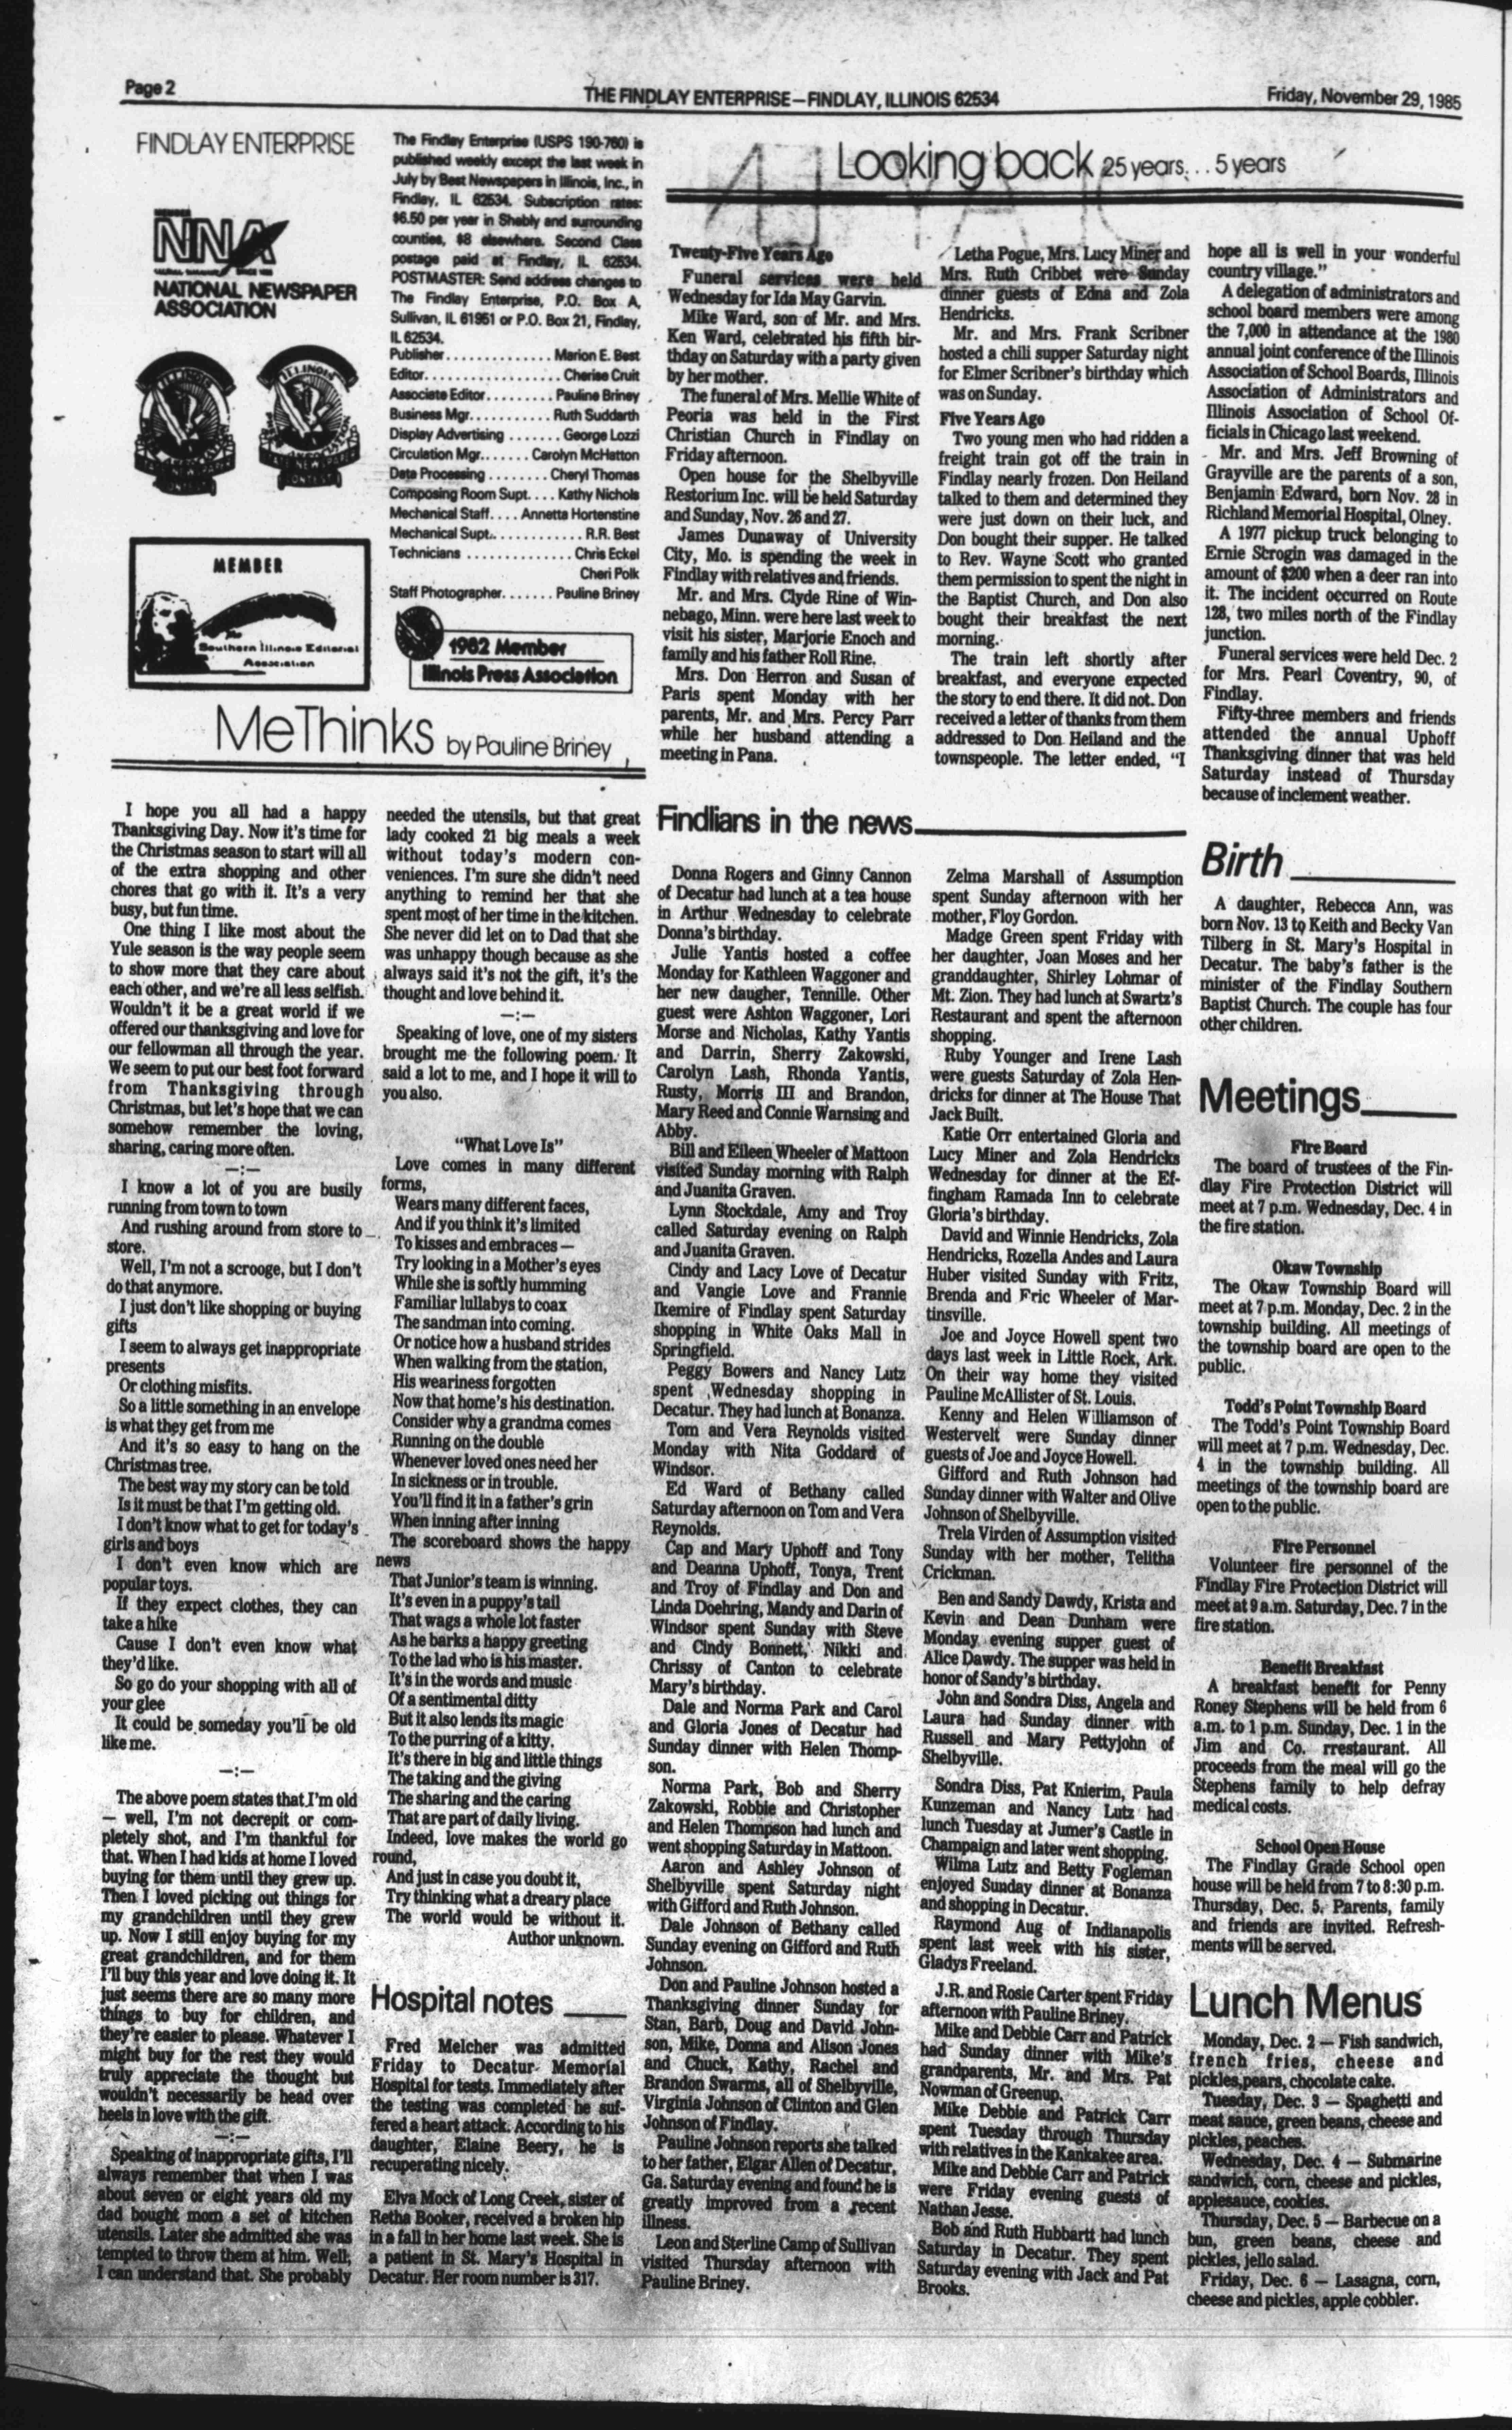 Page 2
THE FINDLAY ENTERPRISE—FINDLAY, ILLINOIS 62534
Friday, November 29, 1985
FINDLAY ENTERPRISE
MEMBER
NNA
NATIONAL NEWSPAPER
ASSOCIATION
ILLINOIS
ILLINOIS
MEMBER
Southern Illinois Editorial
Association
The Findlay Enterprise (USPS 190-760) is
published weekly except the last week in
July by Best Newspapers in Illinois, Inc., in
Findlay, IL 62534. Subscription rates:
$6.50 per year in Shelby and surrounding
counties, $8 elsewhere. Second Class
postage paid at Findlay, IL 62534.
POSTMASTER: Send address changes to
The Findlay Enterprise, P.O. Box A,
Sullivan, IL 61951 or P.O. Box 21, Findlay,
IL 62534.
Publisher.............. Marion E. Best
Editor.................. Cherise Cruit
Associate Editor......... Pauline Briney
Business Mgr........... Ruth Suddarth
Display Advertising ....... George Lozzi
Circulation Mgr....... Carolyn McHatton
Data Processing ........ Cheryl Thomas
Composing Room Supt.... Kathy Nichols
Mechanical Staff.... Annetta Hortenstine
Mechanical Supt............. R.R. Best
Technicians .............. Chris Eckel
Cheri Polk
Staff Photographer....... Pauline Briney
1982 Member
Illinois Press Association
MeThinks by Pauline Briney
I hope you all had a happy
Thanksgiving Day. Now it's time for
the Christmas season to start will all
of the extra shopping and other
chores that go with it. It's a very
busy, but fun time.
One thing I like most about the
Yule season is the way people seem
to show more that they care about
each other, and we're all less selfish.
Wouldn't it be a great world if we
offered our thanksgiving and love for
our fellowman all through the year.
We seem to put our best foot forward
from Thanksgiving through
Christmas, but let's hope that we can
somehow remember the loving,
sharing, caring more often.
—:—
I know a lot of you are busily
running from town to town
And rushing around from store to
store.
Well, I'm not a scrooge, but I don't
do that anymore.
I just don't like shopping or buying
gifts
I seem to always get inappropriate
presents
Or clothing misfits.
So a little something in an envelope
is what they get from me
And it's so easy to hang on the
Christmas tree.
The best way my story can be told
Is it must be that I'm getting old.
I don't know what to get for today's
girls and boys
I don't even know which are
popular toys.
If they expect clothes, they can
take a hike
Cause I don't even know what
they'd like.
So go do your shopping with all of
your glee
It could be someday you'll be old
like me.
—:—
The above poem states that I'm old
— well, I'm not decrepit or com-
pletely shot, and I'm thankful for
that. When I had kids at home I loved
buying for them until they grew up.
Then I loved picking out things for
my grandchildren until they grew
up. Now I still enjoy buying for my
great grandchildren, and for them
I'll buy this year and love doing it. It
just seems there are so many more
things to buy for children, and
they're easier to please. Whatever I
might buy for the rest they would
truly appreciate the thought but
wouldn't necessarily be head over
heels in love with the gift.
—:—
Speaking of inappropriate gifts, I'll
always remember that when I was
about seven or eight years old my
dad bought mom a set of kitchen
utensils. Later she admitted she was
tempted to throw them at him. Well,
I can understand that. She probably
needed the utensils, but that great
lady cooked 21 big meals a week
without today's modern con-
veniences. I'm sure she didn't need
anything to remind her that she
spent most of her time in the kitchen.
She never did let on to Dad that she
was unhappy though because as she
always said it's not the gift, it's the
thought and love behind it.
—:—
Speaking of love, one of my sisters
brought me the following poem. It
said a lot to me, and I hope it will to
you also.
"What Love Is"
Love comes in many different
forms,
Wears many different faces,
And if you think it's limited
To kisses and embraces —
Try looking in a Mother's eyes
While she is softly humming
Familiar lullabys to coax
The sandman into coming.
Or notice how a husband strides
When walking from the station,
His weariness forgotten
Now that home's his destination.
Consider why a grandma comes
Running on the double
Whenever loved ones need her
In sickness or in trouble.
You'll find it in a father's grin
When inning after inning
The scoreboard shows the happy
news
That Junior's team is winning.
It's even in a puppy's tail
That wags a whole lot faster
As he barks a happy greeting
To the lad who is his master.
It's in the words and music
Of a sentimental ditty
But it also lends its magic
To the purring of a kitty.
It's there in big and little things
The taking and the giving
The sharing and the caring
That are part of daily living.
Indeed, love makes the world go
round,
And just in case you doubt it,
Try thinking what a dreary place
The world would be without it.
Author unknown.
Hospital notes
Fred Melcher was admitted
Friday to Decatur Memorial
Hospital for tests. Immediately after
the testing was completed he suf-
fered a heart attack. According to his
daughter, Elaine Beery, he is
recuperating nicely.
Elva Mock of Long Creek, sister of
Retha Booker, received a broken hip
in a fall in her home last week. She is
a patient in St. Mary's Hospital in
Decatur. Her room number is 317.
Looking back 25 years... 5 years
Twenty-Five Years Ago
Funeral services were held
Wednesday for Ida May Garvin.
Mike Ward, son of Mr. and Mrs.
Ken Ward, celebrated his fifth bir-
thday on Saturday with a party given
by her mother.
The funeral of Mrs. Mellie White of
Peoria was held in the First
Christian Church in Findlay on
Friday afternoon.
Open house for the Shelbyville
Restorium Inc. will be held Saturday
and Sunday, Nov. 26 and 27.
James Dunaway of University
City, Mo. is spending the week in
Findlay with relatives and friends.
Mr. and Mrs. Clyde Rine of Win-
nebago, Minn. were here last week to
visit his sister, Marjorie Enoch and
family and his father Roll Rine.
Mrs. Don Herron and Susan of
Paris spent Monday with her
parents, Mr. and Mrs. Percy Parr
while her husband attending a
meeting in Pana.
Letha Pogue, Mrs. Lucy Miner and
Mrs. Ruth Cribbet were Sunday
dinner guests of Edna and Zola
Hendricks.
Mr. and Mrs. Frank Scribner
hosted a chili supper Saturday night
for Elmer Scribner's birthday which
was on Sunday.
Five Years Ago
Two young men who had ridden a
freight train got off the train in
Findlay nearly frozen. Don Heiland
talked to them and determined they
were just down on their luck, and
Don bought their supper. He talked
to Rev. Wayne Scott who granted
them permission to spent the night in
the Baptist Church, and Don also
bought their breakfast the next
morning.
The train left shortly after
breakfast, and everyone expected
the story to end there. It did not. Don
received a letter of thanks from them
addressed to Don Heiland and the
townspeople. The letter ended, "I
hope all is well in your wonderful
country village."
A delegation of administrators and
school board members were among
the 7,000 in attendance at the 1980
annual joint conference of the Illinois
Association of School Boards, Illinois
Association of Administrators and
Illinois Association of School Of-
ficials in Chicago last weekend.
Mr. and Mrs. Jeff Browning of
Grayville are the parents of a son,
Benjamin Edward, born Nov. 28 in
Richland Memorial Hospital, Olney.
A 1977 pickup truck belonging to
Ernie Strogin was damaged in the
amount of $200 when a deer ran into
it. The incident occurred on Route
128, two miles north of the Findlay
junction.
Funeral services were held Dec. 2
for Mrs. Pearl Coventry, 90, of
Findlay.
Fifty-three members and friends
attended the annual Uphoff
Thanksgiving dinner that was held
Saturday instead of Thursday
because of inclement weather.
Findlians in the news
Donna Rogers and Ginny Cannon
of Decatur had lunch at a tea house
in Arthur Wednesday to celebrate
Donna's birthday.
Julie Yantis hosted a coffee
Monday for Kathleen Waggoner and
her new daugher, Tennille. Other
guest were Ashton Waggoner, Lori
Morse and Nicholas, Kathy Yantis
and Darrin, Sherry Zakowski,
Carolyn Lash, Rhonda Yantis,
Rusty, Morris III and Brandon,
Mary Reed and Connie Warnsing and
Abby.
Bill and Eileen Wheeler of Mattoon
visited Sunday morning with Ralph
and Juanita Graven.
Lynn Stockdale, Amy and Troy
called Saturday evening on Ralph
and Juanita Graven.
Cindy and Lacy Love of Decatur
and Vangie Love and Frannie
Ikemire of Findlay spent Saturday
shopping in White Oaks Mall in
Springfield.
Peggy Bowers and Nancy Lutz
spent Wednesday shopping in
Decatur. They had lunch at Bonanza.
Tom and Vera Reynolds visited
Monday with Nita Goddard of
Windsor.
Ed Ward of Bethany called
Saturday afternoon on Tom and Vera
Reynolds.
Cap and Mary Uphoff and Tony
and Deanna Uphoff, Tonya, Trent
and Troy of Findlay and Don and
Linda Doehring, Mandy and Darin of
Windsor spent Sunday with Steve
and Cindy Bonnett, Nikki and
Chrissy of Canton to celebrate
Mary's birthday.
Dale and Norma Park and Carol
and Gloria Jones of Decatur had
Sunday dinner with Helen Thomp-
son.
Norma Park, Bob and Sherry
Zakowski, Robbie and Christopher
and Helen Thompson had lunch and
went shopping Saturday in Mattoon.
Aaron and Ashley Johnson of
Shelbyville spent Saturday night
with Gifford and Ruth Johnson.
Dale Johnson of Bethany called
Sunday evening on Gifford and Ruth
Johnson.
Don and Pauline Johnson hosted a
Thanksgiving dinner Sunday for
Stan, Barb, Doug and David John-
son, Mike, Donna and Alison Jones
and Chuck, Kathy, Rachel and
Brandon Swarms, all of Shelbyville,
Virginia Johnson of Clinton and Glen
Johnson of Findlay.
Pauline Johnson reports she talked
to her father, Elgar Allen of Decatur,
Ga. Saturday evening and found he is
greatly improved from a recent
illness.
Leon and Sterline Camp of Sullivan
visited Thursday afternoon with
Pauline Briney.
Zelma Marshall of Assumption
spent Sunday afternoon with her
mother, Floy Gordon.
Madge Green spent Friday with
her daughter, Joan Moses and her
granddaughter, Shirley Lohmar of
Mt. Zion. They had lunch at Swartz's
Restaurant and spent the afternoon
shopping.
Ruby Younger and Irene Lash
were guests Saturday of Zola Hen-
dricks for dinner at The House That
Jack Built.
Katie Orr entertained Gloria and
Lucy Miner and Zola Hendricks
Wednesday for dinner at the Ef-
fingham Ramada Inn to celebrate
Gloria's birthday.
David and Winnie Hendricks, Zola
Hendricks, Rozella Andes and Laura
Huber visited Sunday with Fritz,
Brenda and Fric Wheeler of Mar-
tinsville.
Joe and Joyce Howell spent two
days last week in Little Rock, Ark.
On their way home they visited
Pauline McAllister of St. Louis.
Kenny and Helen Williamson of
Westervelt were Sunday dinner
guests of Joe and Joyce Howell.
Gifford and Ruth Johnson had
Sunday dinner with Walter and Olive
Johnson of Shelbyville.
Trela Virden of Assumption visited
Sunday with her mother, Telitha
Crickman.
Ben and Sandy Dawdy, Krista and
Kevin and Dean Dunham were
Monday evening supper guest of
Alice Dawdy. The supper was held in
honor of Sandy's birthday.
John and Sondra Diss, Angela and
Laura had Sunday dinner with
Russell and Mary Pettyjohn of
Shelbyville.
Sondra Diss, Pat Knierim, Paula
Kunzeman and Nancy Lutz had
lunch Tuesday at Jumer's Castle in
Champaign and later went shopping.
Wilma Lutz and Betty Fogleman
enjoyed Sunday dinner at Bonanza
and shopping in Decatur.
Raymond Aug of Indianapolis
spent last week with his sister,
Gladys Freeland.
J.R. and Rosie Carter spent Friday
afternoon with Pauline Briney.
Mike and Debbie Carr and Patrick
had Sunday dinner with Mike's
grandparents, Mr. and Mrs. Pat
Nowman of Greenup.
Mike Debbie and Patrick Carr
spent Tuesday through Thursday
with relatives in the Kankakee area.
Mike and Debbie Carr and Patrick
were Friday evening guests of
Nathan Jesse.
Bob and Ruth Hubbartt had lunch
Saturday in Decatur. They spent
Saturday evening with Jack and Pat
Brooks.
Birth
A daughter, Rebecca Ann, was
born Nov. 13 to Keith and Becky Van
Tilberg in St. Mary's Hospital in
Decatur. The baby's father is the
minister of the Findlay Southern
Baptist Church. The couple has four
other children.
Meetings
Fire Board
The board of trustees of the Fin-
dlay Fire Protection District will
meet at 7 p.m. Wednesday, Dec. 4 in
the fire station.
Okaw Township
The Okaw Township Board will
meet at 7 p.m. Monday, Dec. 2 in the
township building. All meetings of
the township board are open to the
public.
Todd's Point Township Board
The Todd's Point Township Board
will meet at 7 p.m. Wednesday, Dec.
4 in the township building. All
meetings of the township board are
open to the public.
Fire Personnel
Volunteer fire personnel of the
Findlay Fire Protection District will
meet at 9 a.m. Saturday, Dec. 7 in the
fire station.
Benefit Breakfast
A breakfast benefit for Penny
Roney Stephens will be held from 6
a.m. to 1 p.m. Sunday, Dec. 1 in the
Jim and Co. rrestaurant. All
proceeds from the meal will go the
Stephens family to help defray
medical costs.
School Open House
The Findlay Grade School open
house will be held from 7 to 8:30 p.m.
Thursday, Dec. 5. Parents, family
and friends are invited. Refresh-
ments will be served.
Lunch Menus
Monday, Dec. 2 — Fish sandwich,
french fries, cheese and
pickles,pears, chocolate cake.
Tuesday, Dec. 3 — Spaghetti and
meat sauce, green beans, cheese and
pickles, peaches.
Wednesday, Dec. 4 — Submarine
sandwich, corn, cheese and pickles,
applesauce, cookies.
Thursday, Dec. 5 — Barbecue on a
bun, green beans, cheese and
pickles, jello salad.
Friday, Dec. 6 — Lasagna, corn,
cheese and pickles, apple cobbler.